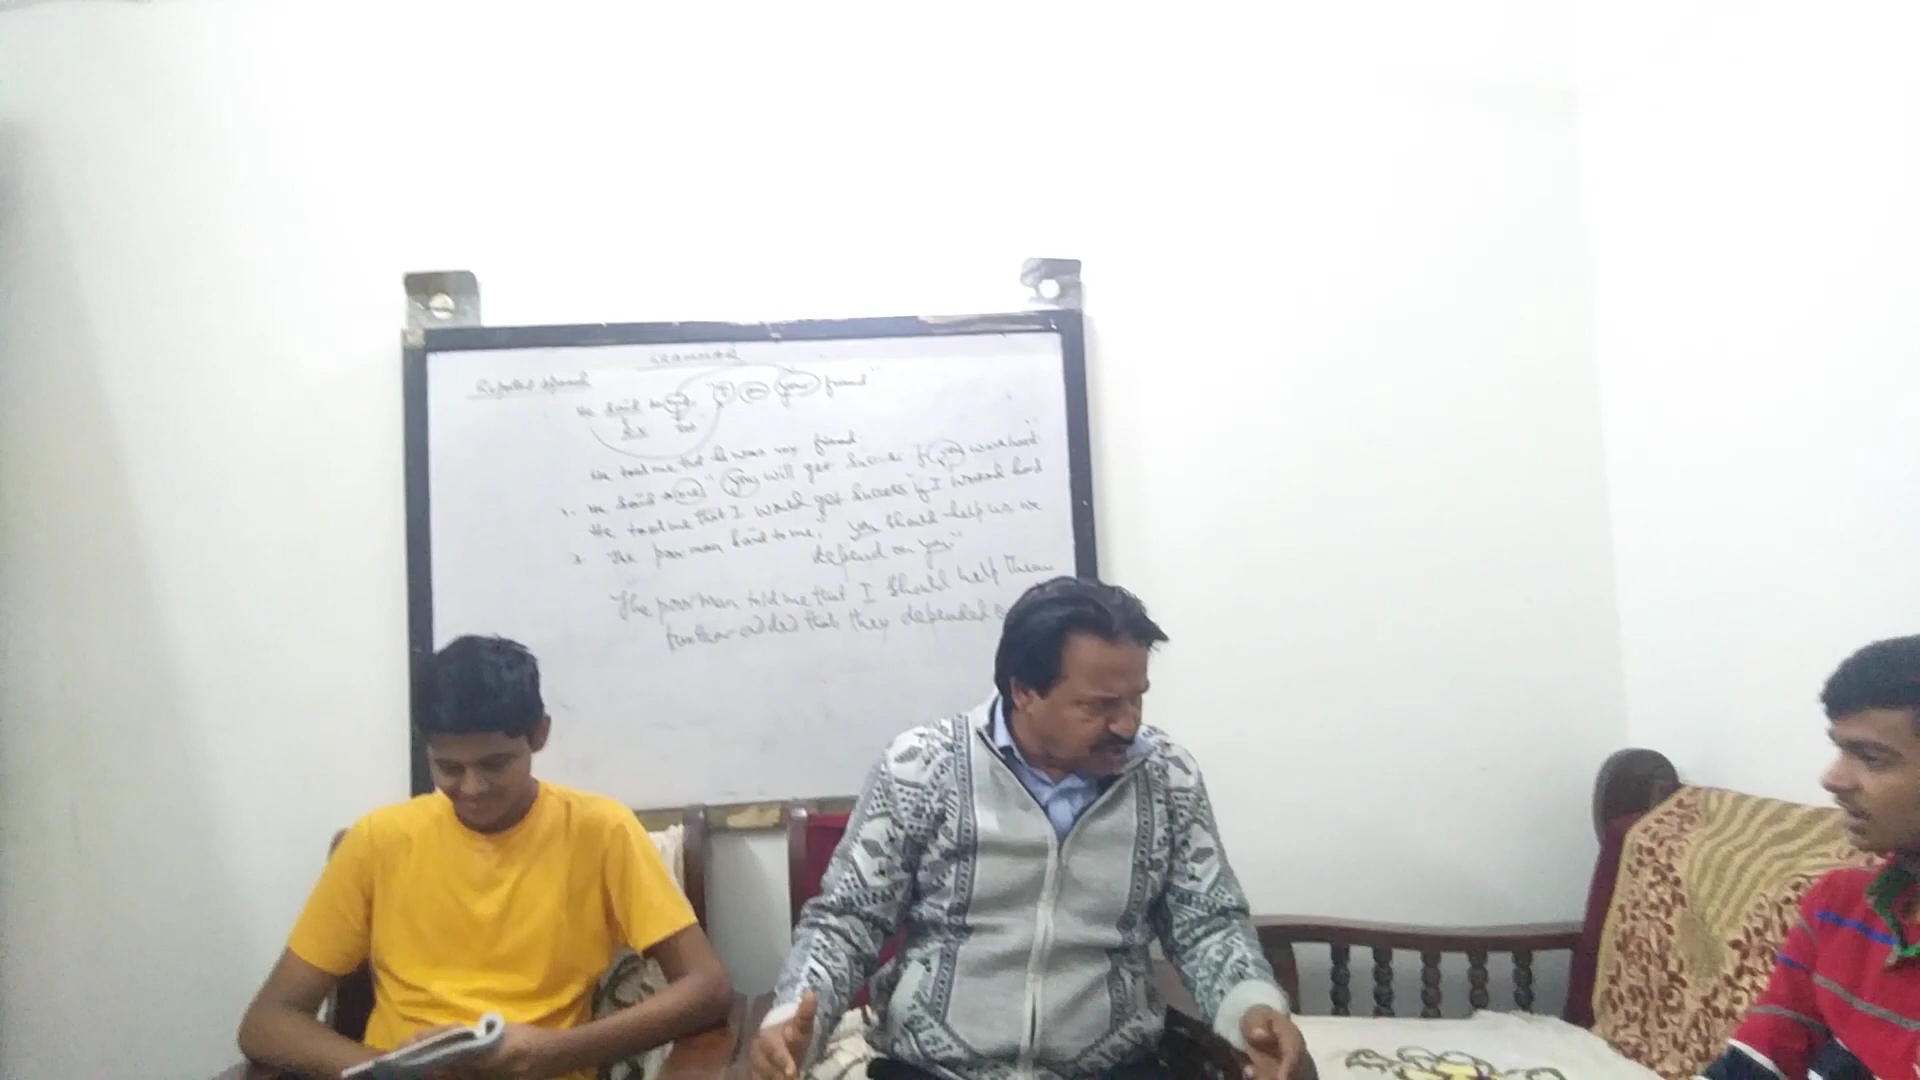 GRAMMAR
Reported speech
He said to me, "I am your friend"
He told me that he was my friend.
1. He said to me, "you will get success if you work hard."
He told me that I would get success if I worked hard
2. The poor man said to me, "you should help us we
depend on you"
The poor man told me that I should help them
further added that they depended